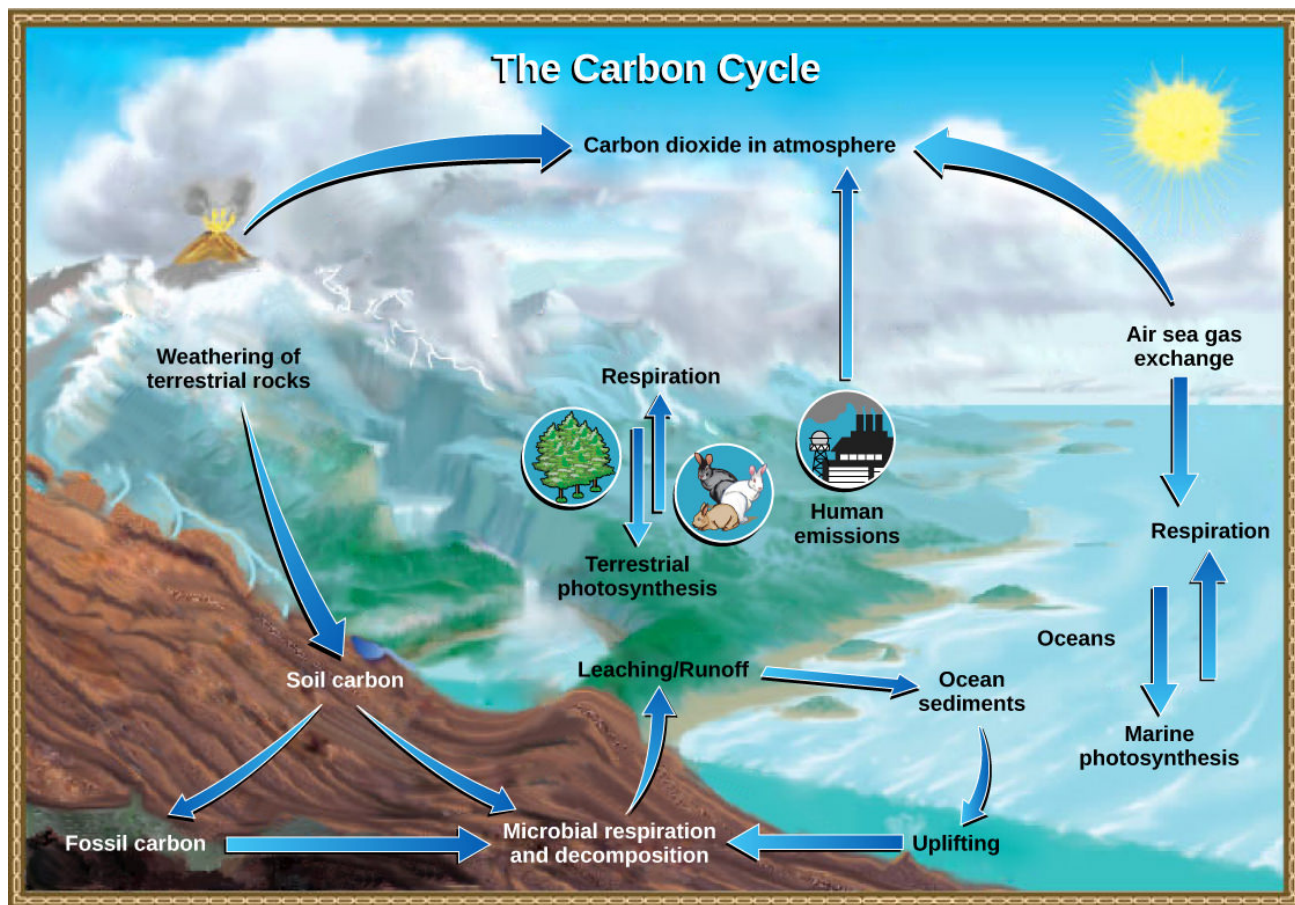 The Carbon Cycle
Carbon dioxide in atmosphere
Weathering of
terrestrial rocks
Respiration
Air sea gas
exchange
Human
emissions
Respiration
Terrestrial
photosynthesis
Oceans
Soil carbon
Leaching/Runoff
Ocean
sediments
Marine
photosynthesis
Fossil carbon
Microbial respiration
and decomposition
Uplifting